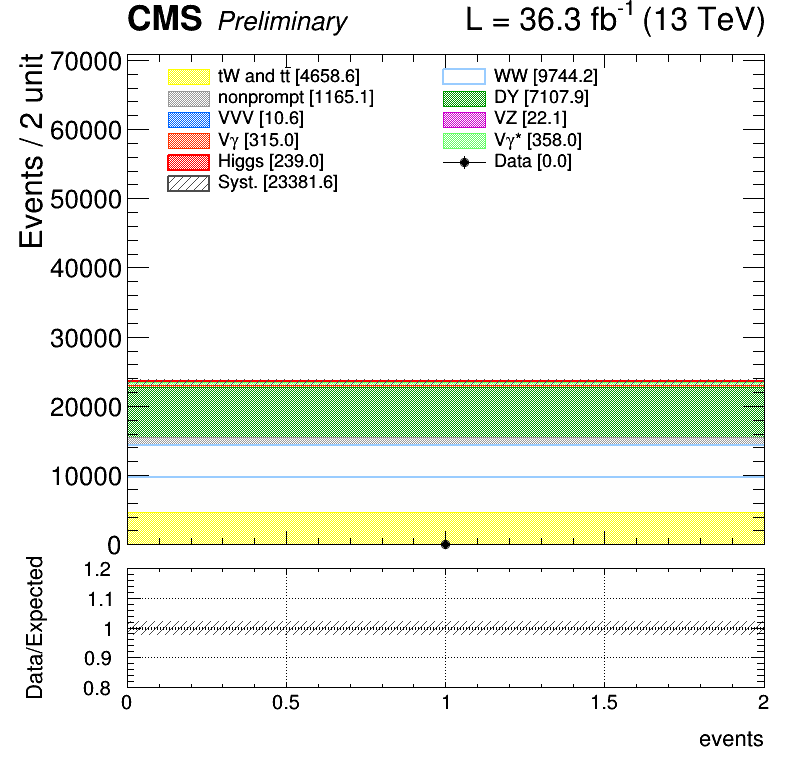 CMS Preliminary L = 36.3 fb⁻¹ (13 TeV)
Events / 2 unit
70000
60000
50000
40000
30000
20000
10000
0
tW and tt̄ [4658.6]
WW [9744.2]
nonprompt [1165.1]
DY [7107.9]
VVV [10.6]
VZ [22.1]
Vγ [315.0]
Vγ* [358.0]
Higgs [239.0]
Data [0.0]
Syst. [23381.6]
Data/Expected
1.2
1.1
1
0.9
0.8
0 0.5 1 1.5 2
events